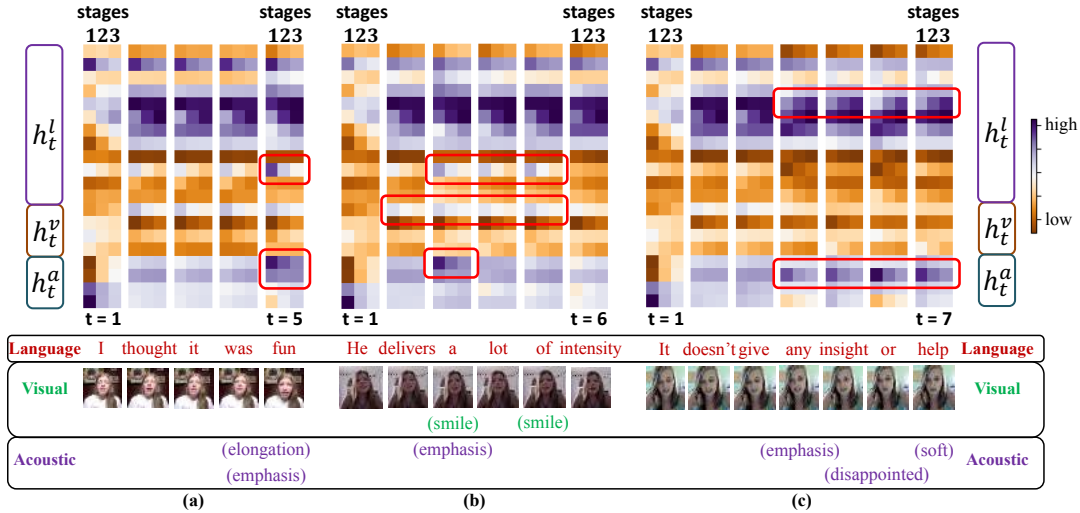 stages stages stages stages stages
123 123 123 123 123
h_t^l h_t^l
high
low
h_t^v h_t^v
h_t^a h_t^a
t = 1 t = 5 t = 1 t = 6 t = 1 t = 7
Language I thought it was fun He delivers a lot of intensity It doesn't give any insight or help Language
Visual Visual
(smile) (smile)
(elongation) (emphasis) (emphasis) (soft)
Acoustic Acoustic
(emphasis) (disappointed)
(a) (b) (c)